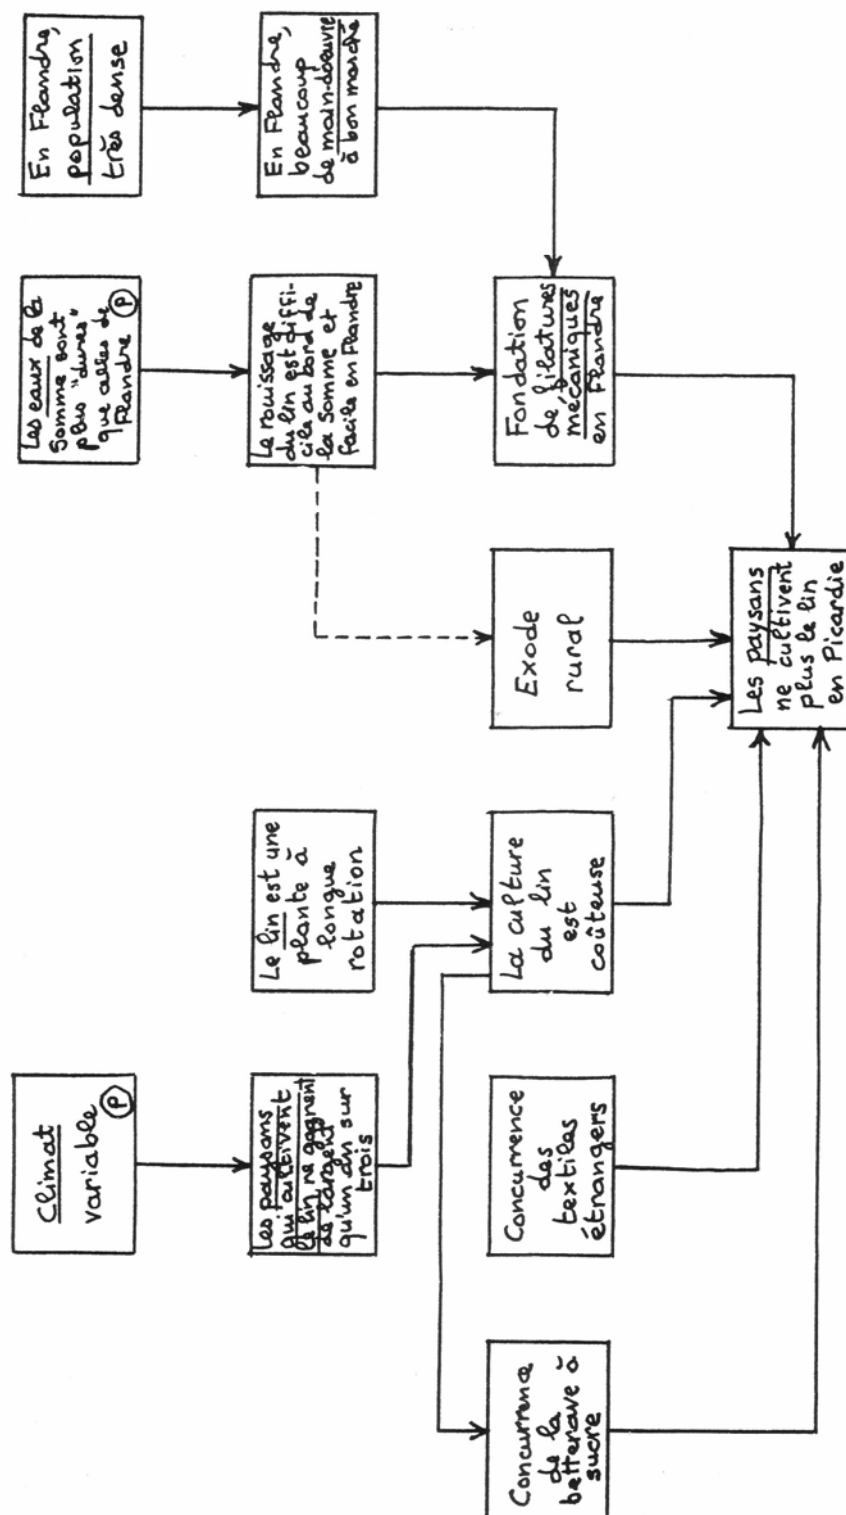 En Flandre,
population
très dense
En Flandre,
beaucoup
de main-d'œuvre
à bon marché
Les eaux de la
Somme sont
plus "dures"
que celles de
Flandre
P
Le rouissage
du lin est diffi-
cile au bord de
la Somme et
facile en Flandre
Fondation
de filatures
mécaniques
en Flandre
Exode
rural
Les paysans
ne cultivent
plus le lin
en Picardie
Le lin est une
plante à
longue
rotation
La culture
du lin
est
coûteuse
Climat
variable
P
Les paysans
qui cultivent
le lin ne gagnent
de l'argent
qu'un an sur
trois
Concurrence
des
textiles
étrangers
Concurrence
de la
betterave à
sucre